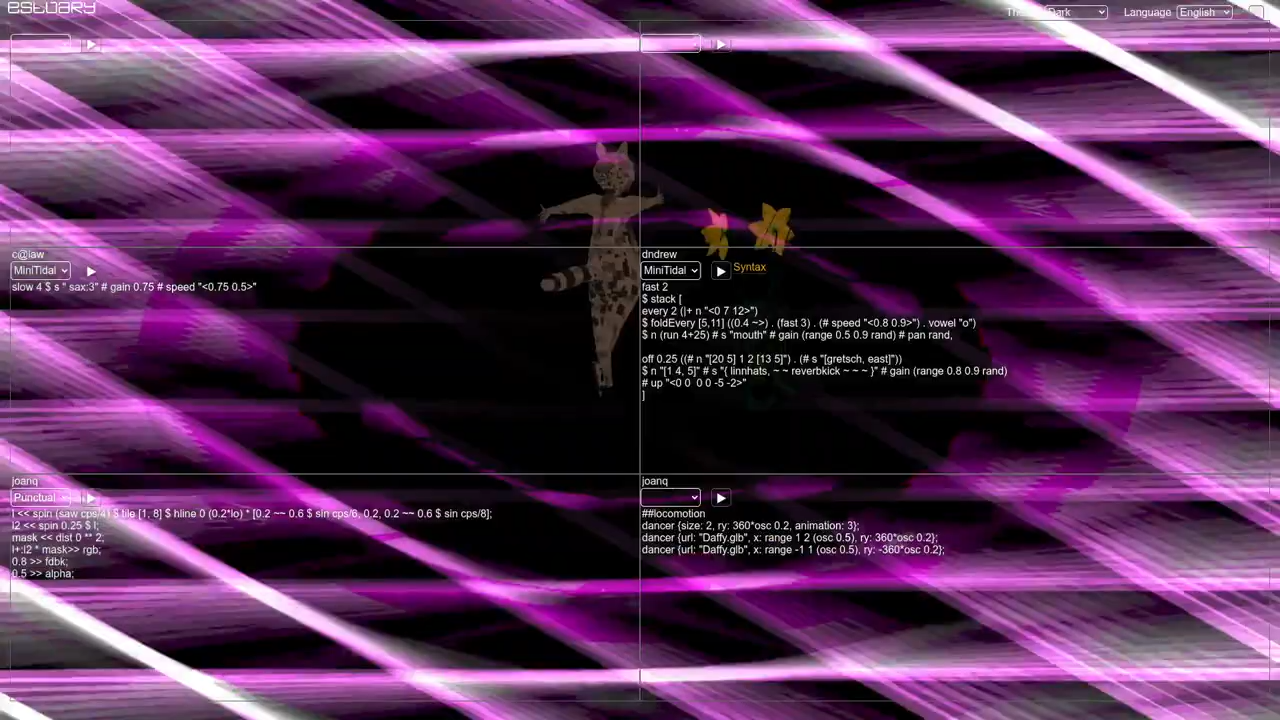 estuary
Dark
Language
English
c@law
MiniTidal
slow 4 $ s " sax:3" # gain 0.75 # speed "<0.75 0.5>"
dndrew
MiniTidal
Syntax
fast 2
$ stack [
every 2 (|+ n "<0 7 12>")
$ foldEvery [5,11] ((0.4 ~>) . (fast 3) . (# speed "<0.8 0.9>") . vowel "o")
$ n (run 4+25) # s "mouth" # gain (range 0.5 0.9 rand) # pan rand,
off 0.25 ((# n "[20 5] 1 2 [13 5]") . (# s "[gretsch, east]"))
$ n "[1 4, 5]" # s "{ linnhats, ~ ~ reverbkick ~ ~ ~ }" # gain (range 0.8 0.9 rand)
# up "<0 0  0 0 -5 -2>"
]
joanq
Punctual
l << spin (saw cps/4) $ tile [1, 8] $ hline 0 (0.2*lo) * [0.2 ~~ 0.6 $ sin cps/6, 0.2, 0.2 ~~ 0.6 $ sin cps/8];
l2 << spin 0.25 $ l;
mask << dist 0 ** 2;
l+:l2 * mask>> rgb;
0.8 >> fdbk;
0.5 >> alpha;
joanq
##locomotion
dancer {size: 2, ry: 360*osc 0.2, animation: 3};
dancer {url: "Daffy.glb", x: range 1 2 (osc 0.5), ry: 360*osc 0.2};
dancer {url: "Daffy.glb", x: range -1 1 (osc 0.5), ry: -360*osc 0.2};